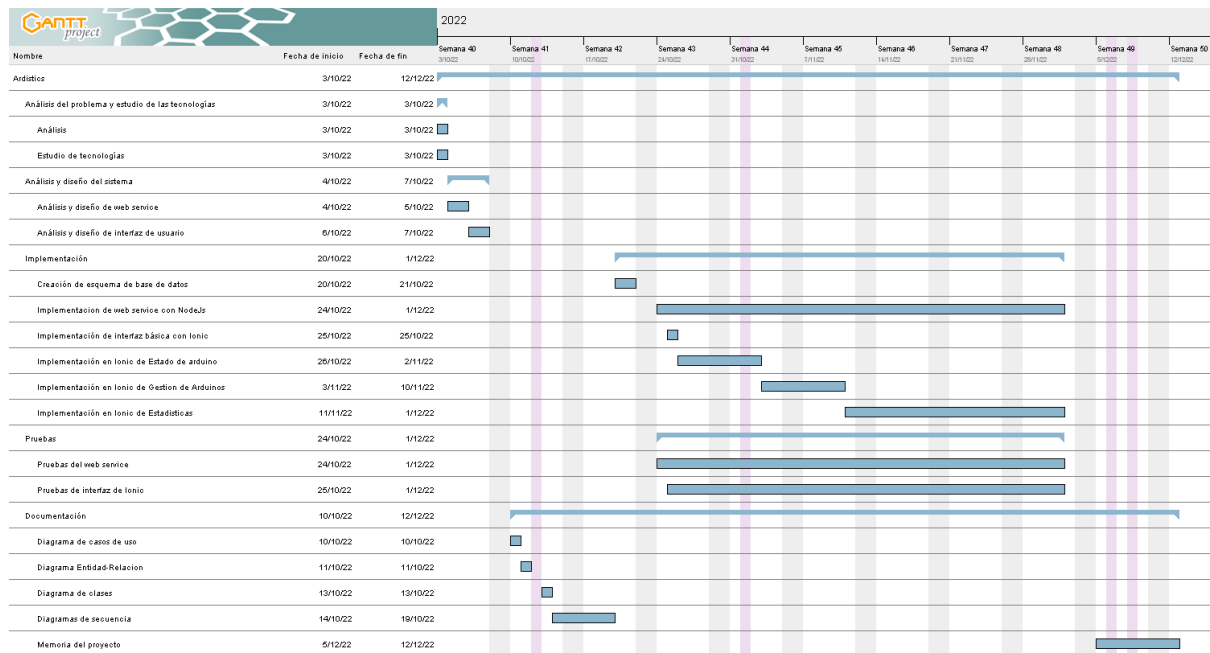 GANTT project
2022
Nombre Fecha de inicio Fecha de fin
Semana 40 Semana 41 Semana 42 Semana 43 Semana 44 Semana 45 Semana 46 Semana 47 Semana 48 Semana 49 Semana 50
3/10/22 10/10/22 17/10/22 24/10/22 31/10/22 7/11/22 14/11/22 21/11/22 28/11/22 5/12/22 12/12/22
Ardistics 3/10/22 12/12/22
Análisis del problema y estudio de las tecnologías 3/10/22 3/10/22
Análisis 3/10/22 3/10/22
Estudio de tecnologías 3/10/22 3/10/22
Análisis y diseño del sistema 4/10/22 7/10/22
Análisis y diseño de web service 4/10/22 5/10/22
Análisis y diseño de interfaz de usuario 6/10/22 7/10/22
Implementación 20/10/22 1/12/22
Creación de esquema de base de datos 20/10/22 21/10/22
Implementacion de web service con NodeJs 24/10/22 1/12/22
Implementación de interfaz básica con Ionic 25/10/22 25/10/22
Implementación en Ionic de Estado de arduino 26/10/22 2/11/22
Implementación en Ionic de Gestion de Arduinos 3/11/22 10/11/22
Implementación en Ionic de Estadisticas 11/11/22 1/12/22
Pruebas 24/10/22 1/12/22
Pruebas del web service 24/10/22 1/12/22
Pruebas de interfaz de Ionic 25/10/22 1/12/22
Documentación 10/10/22 12/12/22
Diagrama de casos de uso 10/10/22 10/10/22
Diagrama Entidad-Relacion 11/10/22 11/10/22
Diagrama de clases 13/10/22 13/10/22
Diagramas de secuencia 14/10/22 19/10/22
Memoria del proyecto 5/12/22 12/12/22